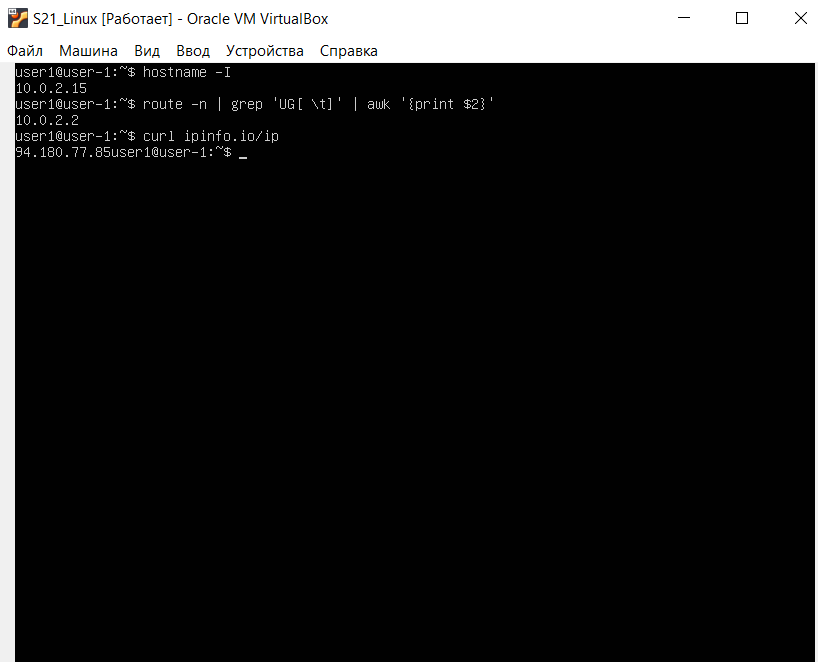 S21_Linux [Работает] - Oracle VM VirtualBox
Файл Машина Вид Ввод Устройства Справка
user1@user-1:~$ hostname -I
10.0.2.15
user1@user-1:~$ route -n | grep 'UG[ \t]' | awk '{print $2}'
10.0.2.2
user1@user-1:~$ curl ipinfo.io/ip
94.180.77.85user1@user-1:~$ _